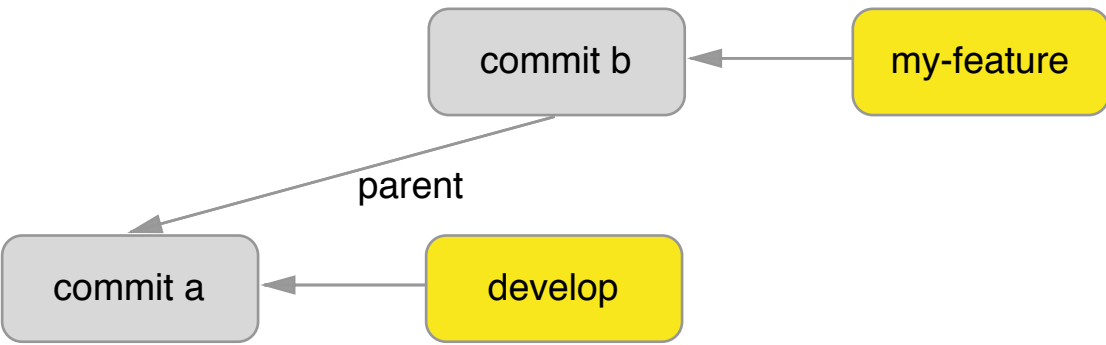 commit b
my-feature
parent
commit a
develop